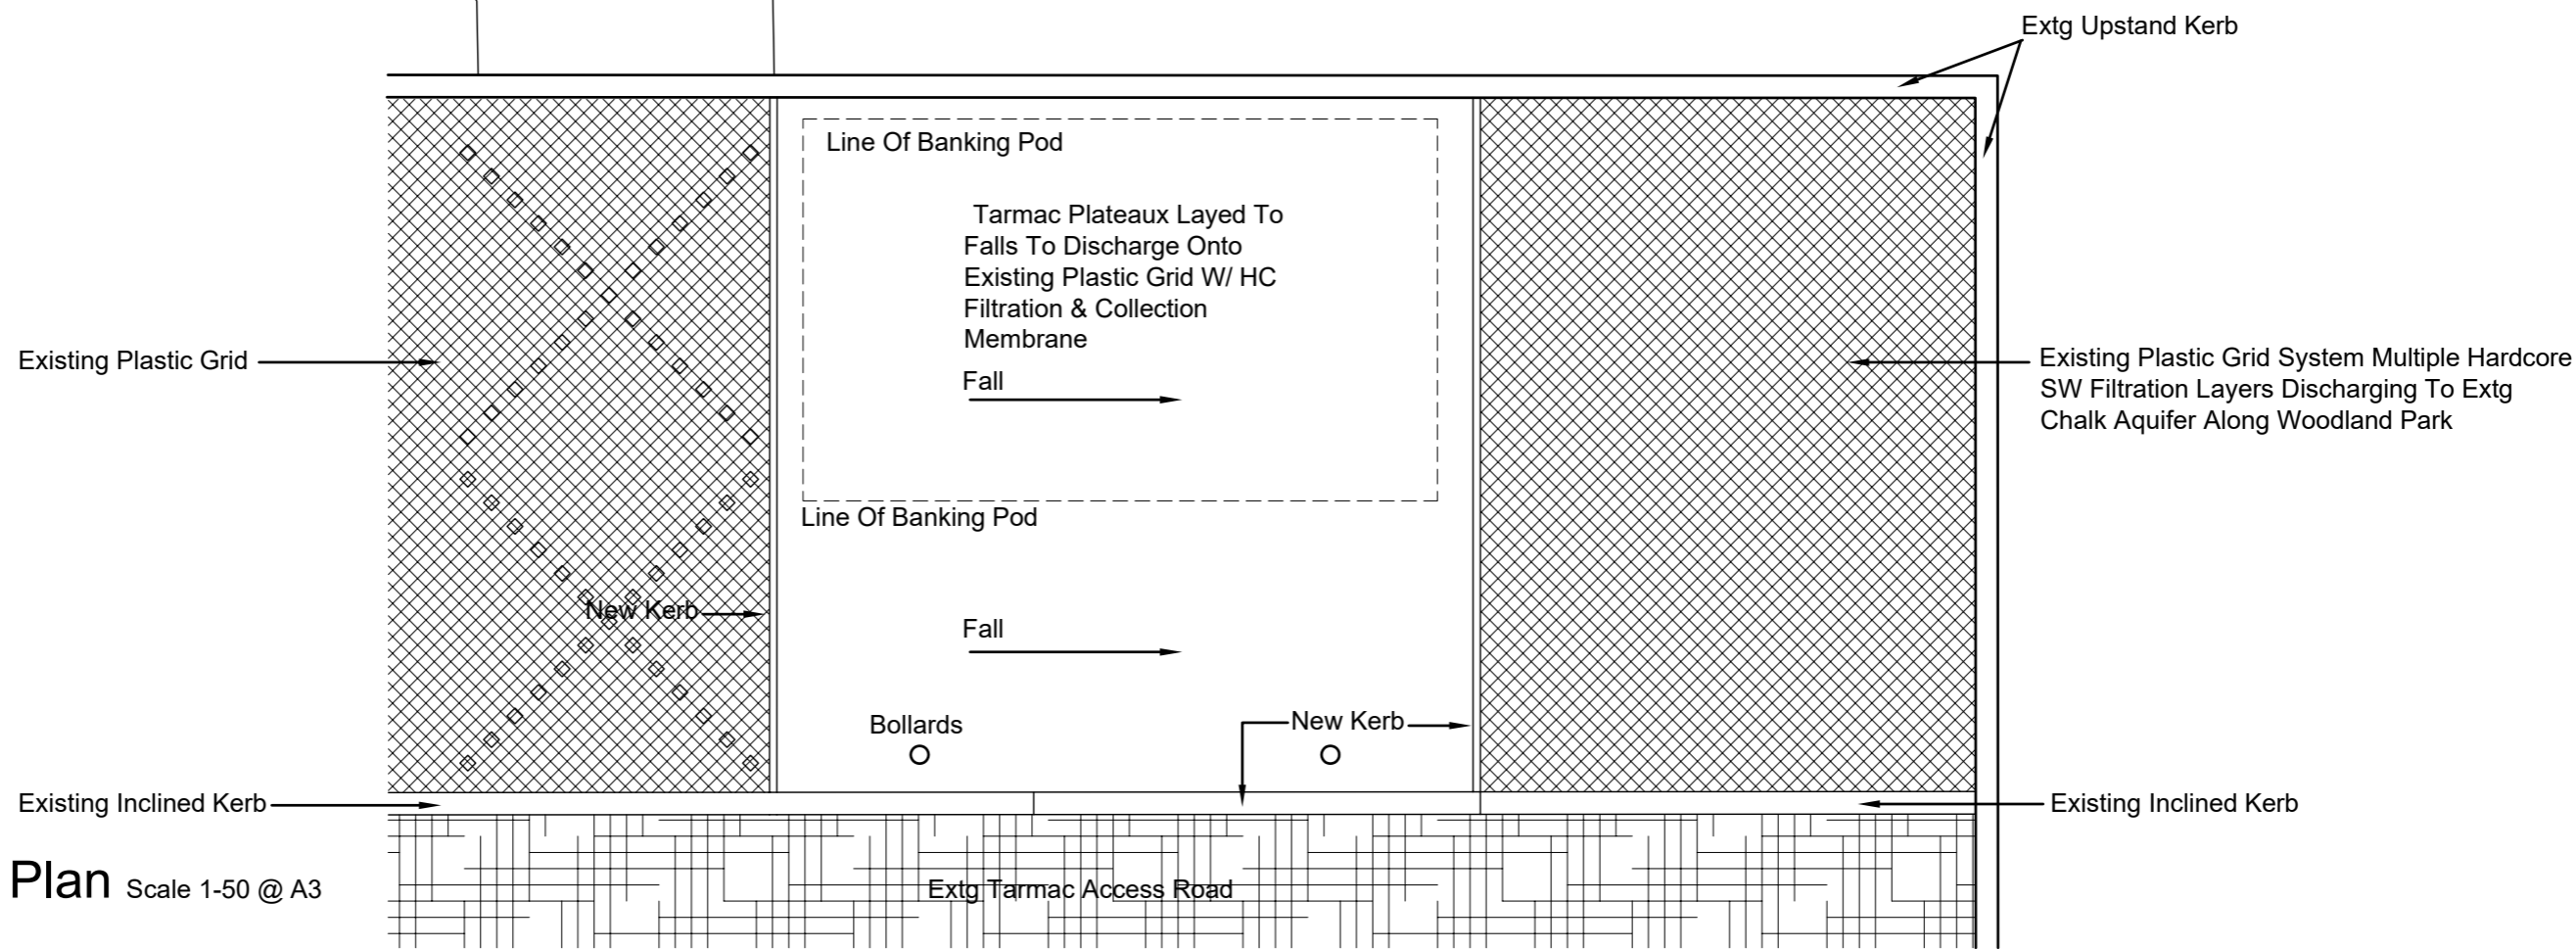 Extg Upstand Kerb
Line Of Banking Pod
Tarmac Plateaux Layed To
Falls To Discharge Onto
Existing Plastic Grid W/ HC
Filtration & Collection
Membrane
Fall
Existing Plastic Grid
Existing Plastic Grid System Multiple Hardcore
SW Filtration Layers Discharging To Extg
Chalk Aquifer Along Woodland Park
Line Of Banking Pod
New Kerb
Fall
Bollards
New Kerb
Existing Inclined Kerb
Existing Inclined Kerb
Plan Scale 1-50 @ A3
Extg Tarmac Access Road